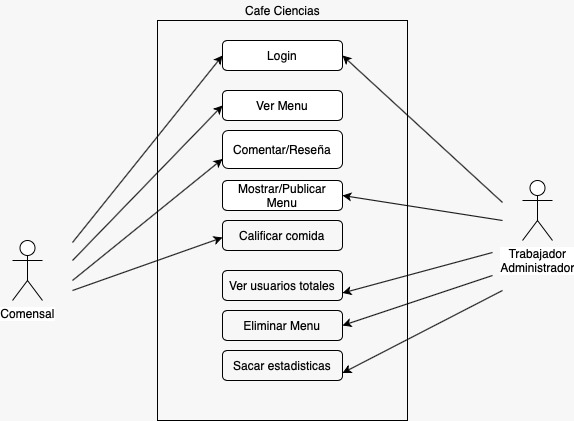 Cafe Ciencias
Login
Ver Menu
Comentar/Reseña
Mostrar/Publicar
Menu
Calificar comida
Ver usuarios totales
Eliminar Menu
Sacar estadisticas
Comensal
Trabajador
Administrador